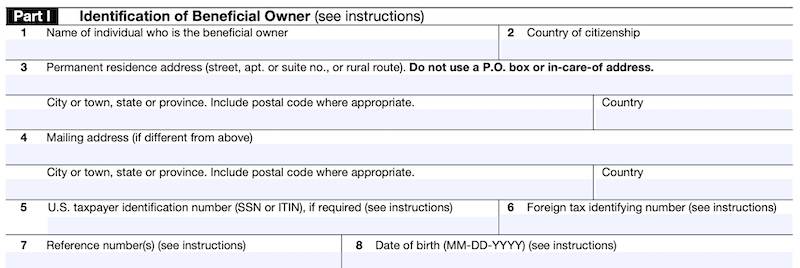 Part I Identification of Beneficial Owner (see instructions)
1 Name of individual who is the beneficial owner 2 Country of citizenship
3 Permanent residence address (street, apt. or suite no., or rural route). Do not use a P.O. box or in-care-of address.
City or town, state or province. Include postal code where appropriate. Country
4 Mailing address (if different from above)
City or town, state or province. Include postal code where appropriate. Country
5 U.S. taxpayer identification number (SSN or ITIN), if required (see instructions) 6 Foreign tax identifying number (see instructions)
7 Reference number(s) (see instructions) 8 Date of birth (MM-DD-YYYY) (see instructions)